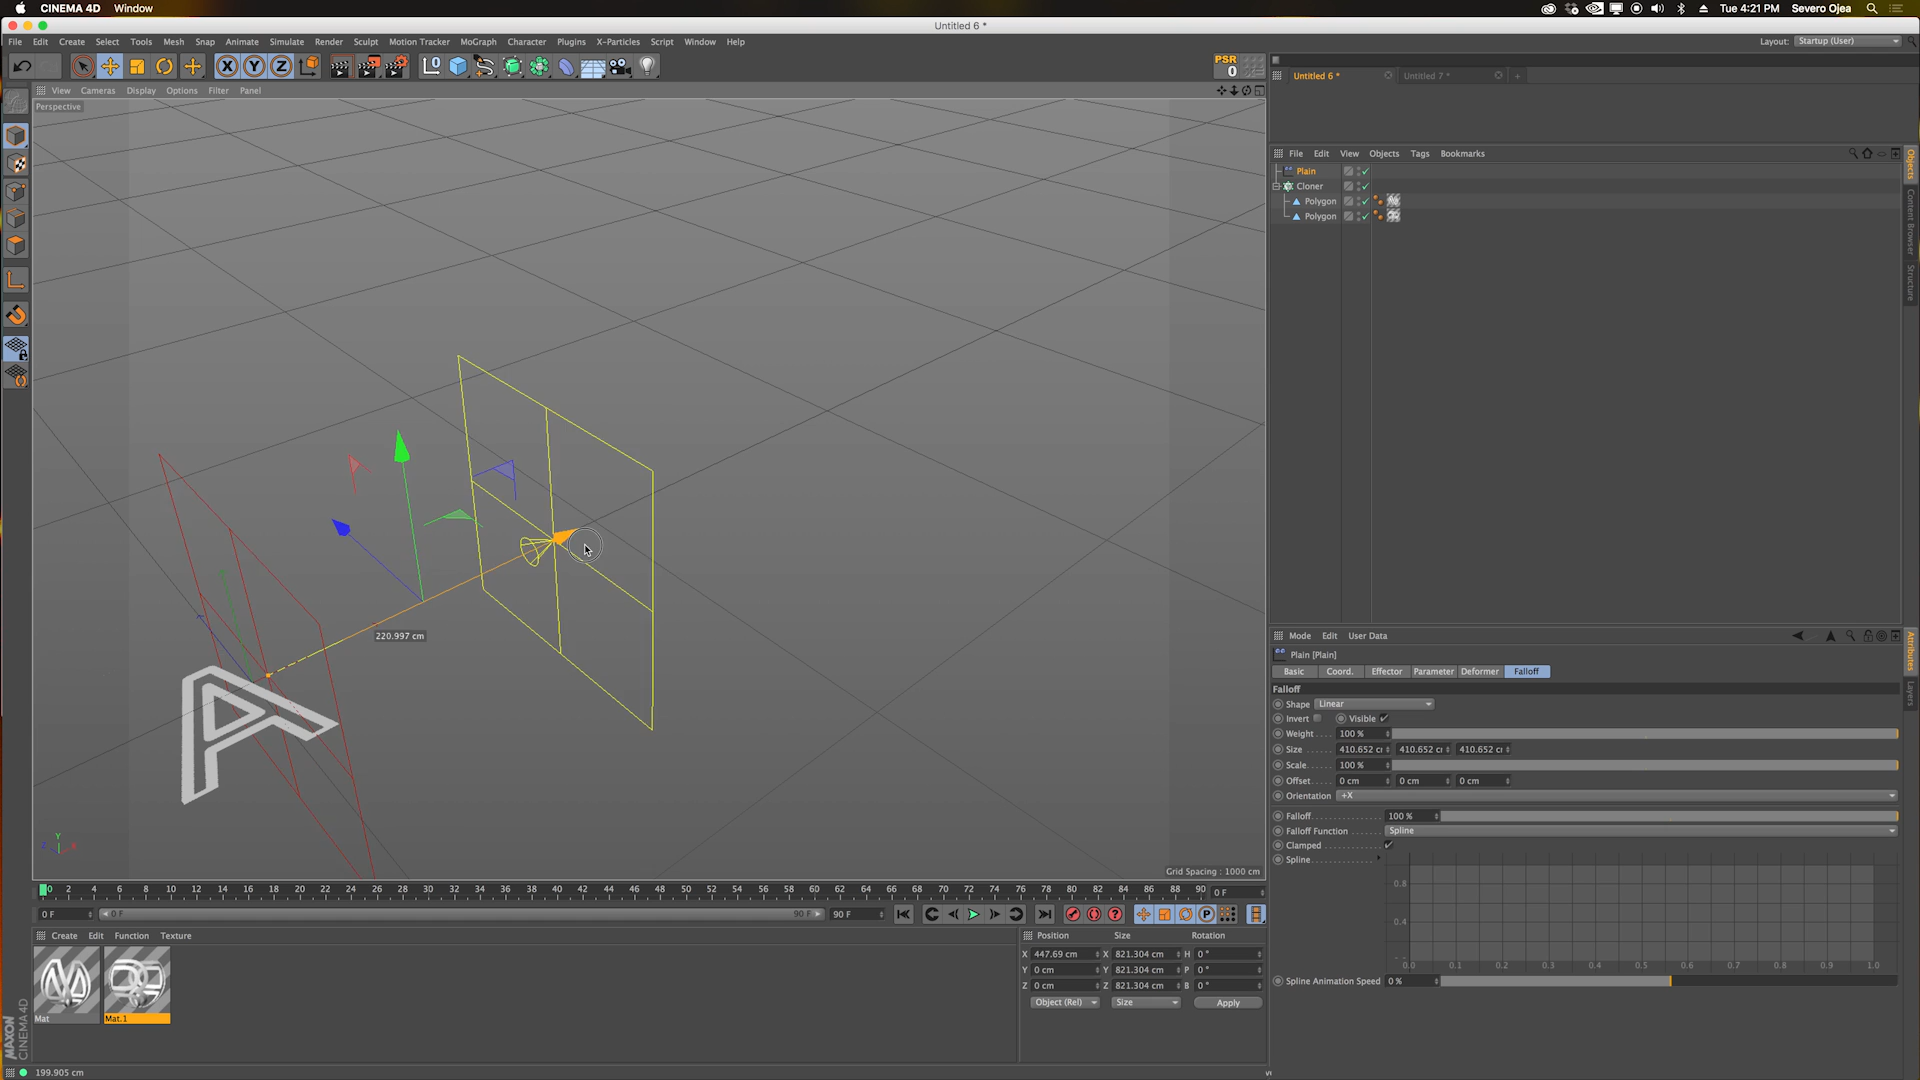 CINEMA 4D Window
Tue 4:21 PM Severo Ojea
Untitled 6 *
File Edit Create Select Tools Mesh Snap Animate Simulate Render Sculpt Motion Tracker MoGraph Character Plugins X-Particles Script Window Help
Layout: Startup (User)
X Y Z
PSR
0
Untitled 6 * Untitled 7 *
View Cameras Display Options Filter Panel
Perspective
File Edit View Objects Tags Bookmarks
Plain
Cloner
Polygon
Polygon
Objects
Content Browser
Structure
220.997 cm
A
Y
Z X
Grid Spacing : 1000 cm
Mode Edit User Data
Plain [Plain]
Basic Coord. Effector Parameter Deformer Falloff
Falloff
Shape Linear
Invert Visible
Weight 100 %
Size 410.652 c 410.652 c 410.652 c
Scale 100 %
Offset 0 cm 0 cm 0 cm
Orientation +X
Falloff 100 %
Falloff Function Spline
Clamped
Spline
0.8
0.4
0.0 0.1 0.2 0.3 0.4 0.5 0.6 0.7 0.8 0.9 1.0
Spline Animation Speed 0 %
Attributes
Layers
0 2 4 6 8 10 12 14 16 18 20 22 24 26 28 30 32 34 36 38 40 42 44 46 48 50 52 54 56 58 60 62 64 66 68 70 72 74 76 78 80 82 84 86 88 90 0 F
0 F 0 F 90 F 90 F
Create Edit Function Texture
Mat Mat.1
Position Size Rotation
X 447.69 cm X 821.304 cm H 0 °
Y 0 cm Y 821.304 cm P 0 °
Z 0 cm Z 821.304 cm B 0 °
Object (Rel) Size Apply
MAXON
CINEMA 4D
199.905 cm